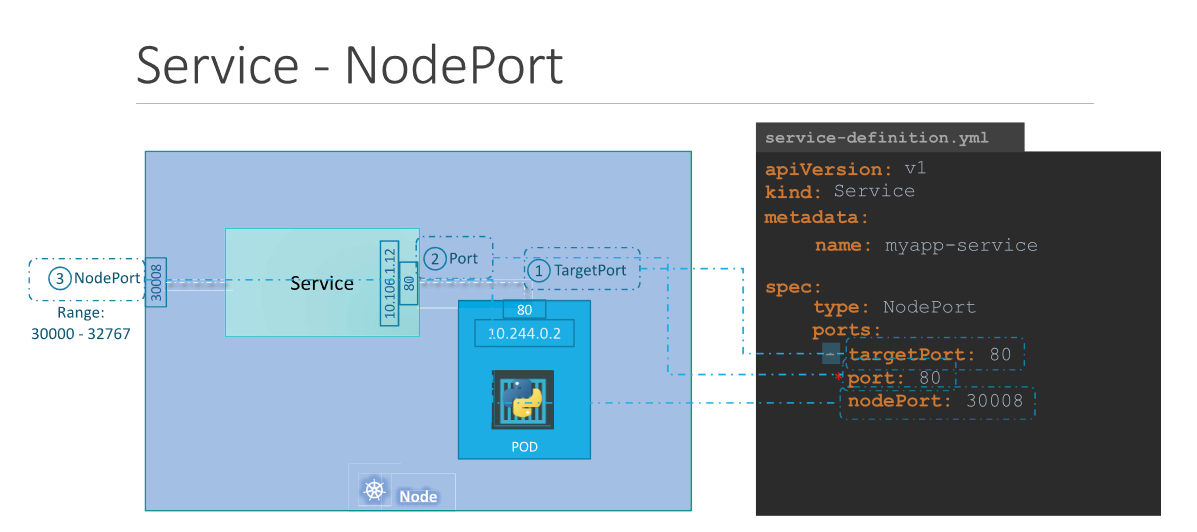 Service - NodePort
service-definition.yml
apiVersion: v1
kind: Service
metadata:
name: myapp-service
spec:
type: NodePort
ports:
- targetPort: 80
* port: 80
nodePort: 30008
3 NodePort
Range:
30000 - 32767
30008
Service
10.106.1.12
80
2 Port
1 TargetPort
80
10.244.0.2
POD
Node